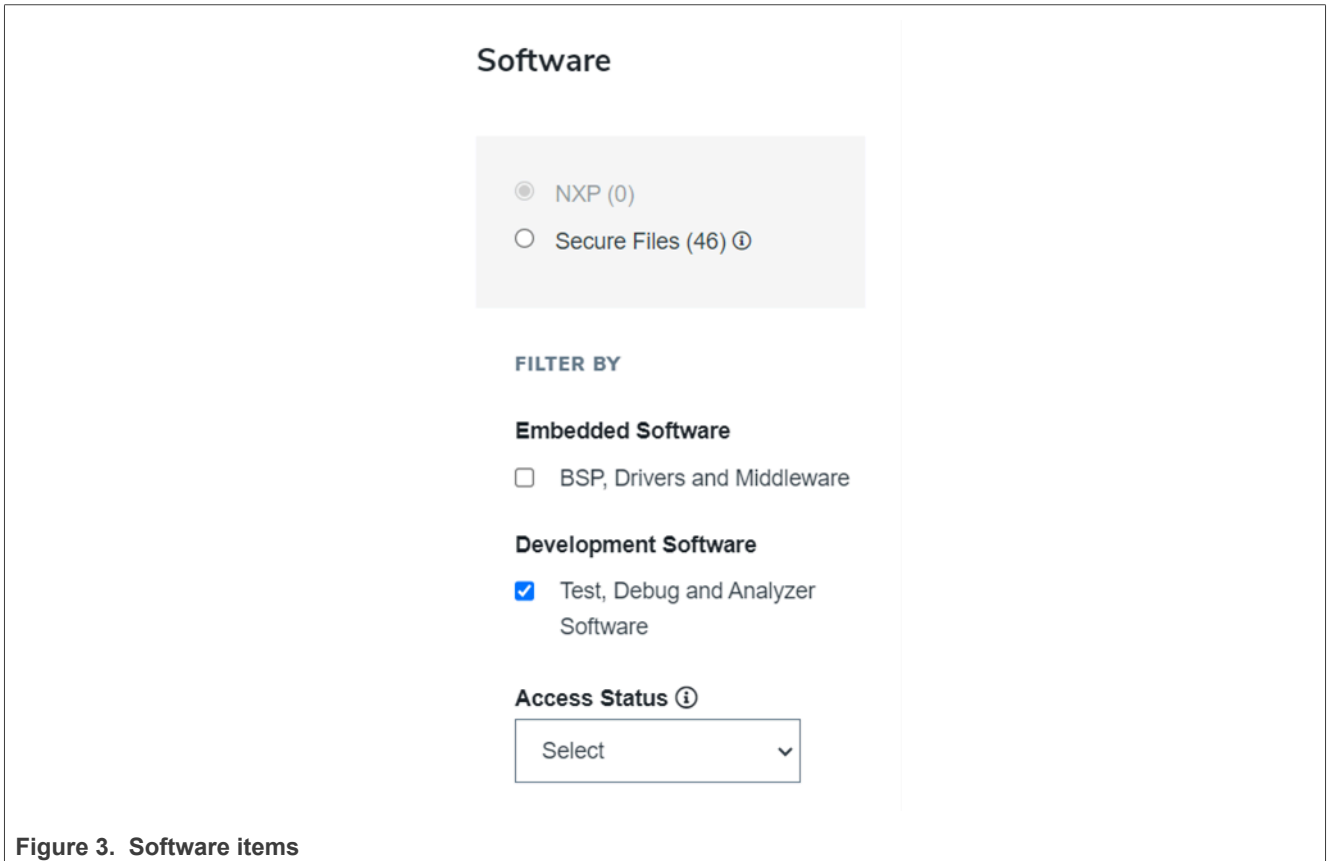 Software
NXP (0)
Secure Files (46)
FILTER BY
Embedded Software
BSP, Drivers and Middleware
Development Software
Test, Debug and Analyzer
Software
Access Status
Select
Figure 3. Software items